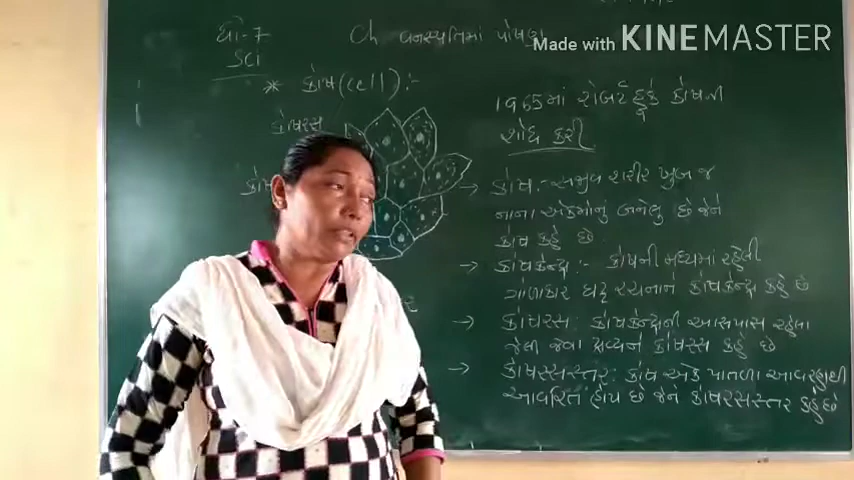 ધો-7
Sci
Ch વનસ્પતિમાં પોષણ
Made with KINEMASTER
* કોષ (cell) :-
કોષરસ
1965માં રોબર્ટ હુકે કોષની
શોધ કરી
→ કોષ:- સજીવ શરીર ખુબ જ
નાના એકમોનું બનેલુ છે જેને
કોષ કહે છે
→ કોષકેન્દ્ર :- કોષની મધ્યમાં રહેલી
ગોળાકાર ઘટ્ટ રચનાને કોષકેન્દ્ર કહે છે
→ કોષરસ: કોષકેન્દ્રની આસપાસ રહેલા
જેલી જેવા દ્રવ્યને કોષરસ કહે છે
→ કોષરસસ્તર: કોષ એક પાતળા આવરણથી
આવરિત હોય છે જેને કોષરસસ્તર કહે છે